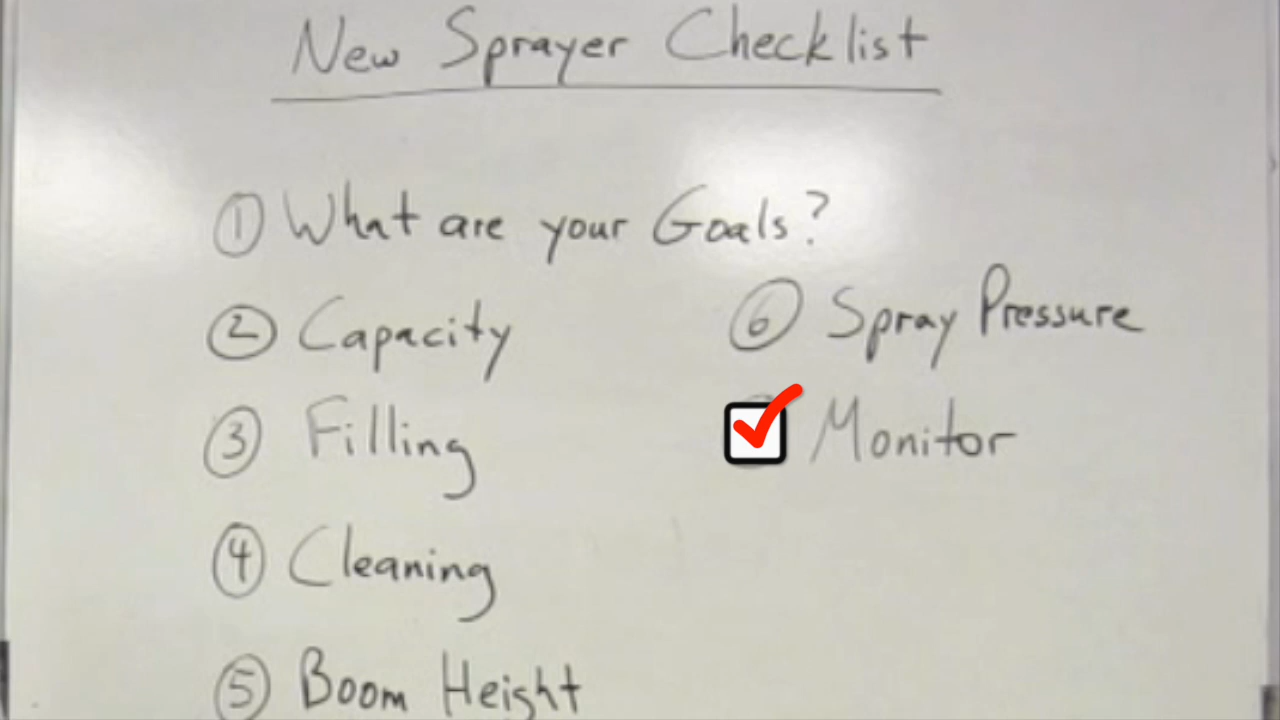 New Sprayer Checklist
① What are your Goals?
② Capacity
③ Filling
④ Cleaning
⑤ Boom Height
⑥ Spray Pressure
Monitor